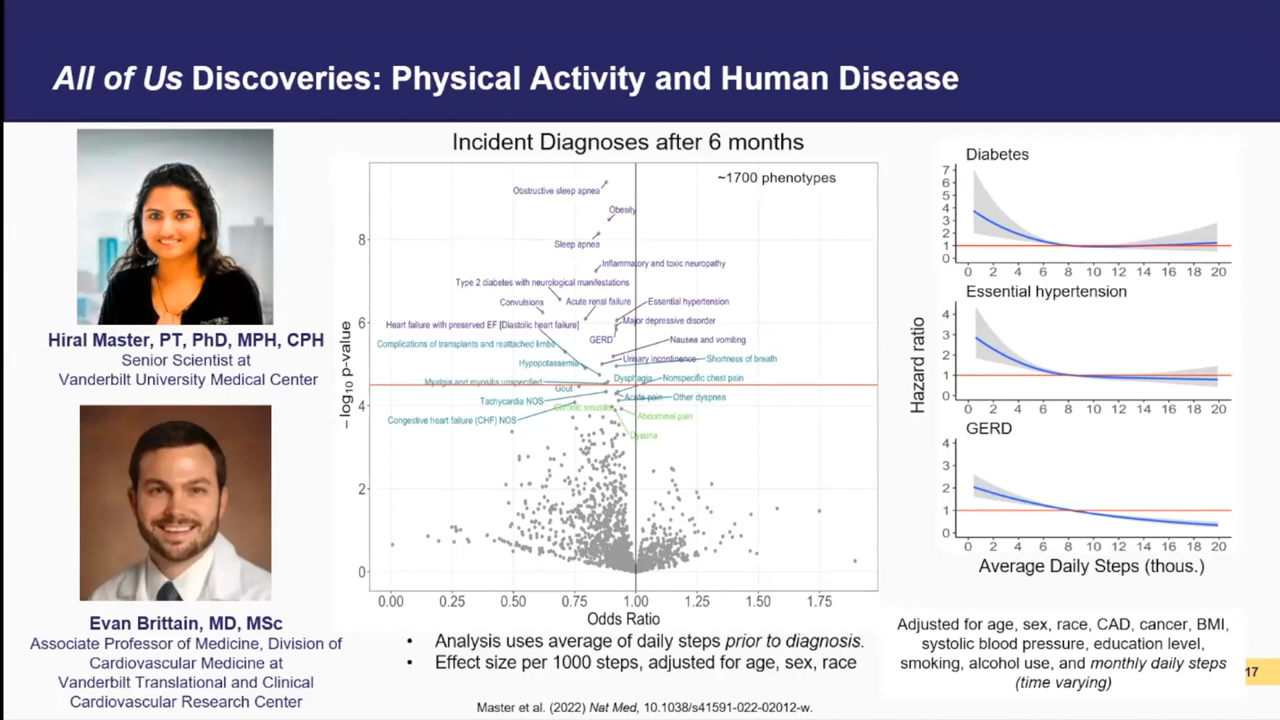 All of Us Discoveries: Physical Activity and Human Disease
Hiral Master, PT, PhD, MPH, CPH
Senior Scientist at
Vanderbilt University Medical Center
Evan Brittain, MD, MSc
Associate Professor of Medicine, Division of
Cardiovascular Medicine at
Vanderbilt Translational and Clinical
Cardiovascular Research Center
Incident Diagnoses after 6 months
~1700 phenotypes
Obstructive sleep apnea
Obesity
Sleep apnea
Inflammatory and toxic neuropathy
Type 2 diabetes with neurological manifestations
Convulsions
Acute renal failure
Essential hypertension
Heart failure with preserved EF [Diastolic heart failure]
Major depressive disorder
Complications of transplants and reattached limbs
GERD
Nausea and vomiting
Hypopotassemia
Urinary incontinence
Shortness of breath
Myalgia and myositis unspecified
Dysphagia
Nonspecific chest pain
Gout
Tachycardia NOS
Acute pain
Other dyspnea
Chronic sinusitis
Abdominal pain
Congestive heart failure (CHF) NOS
Dysuria
−log10 p-value
8
6
4
2
0
0.00 0.25 0.50 0.75 1.00 1.25 1.50 1.75
Odds Ratio
• Analysis uses average of daily steps prior to diagnosis.
• Effect size per 1000 steps, adjusted for age, sex, race
Master et al. (2022) Nat Med, 10.1038/s41591-022-02012-w.
Hazard ratio
Diabetes
7
6
5
4
3
2
1
0
0 2 4 6 8 10 12 14 16 18 20
Essential hypertension
4
3
2
1
0
0 2 4 6 8 10 12 14 16 18 20
GERD
4
3
2
1
0
0 2 4 6 8 10 12 14 16 18 20
Average Daily Steps (thous.)
Adjusted for age, sex, race, CAD, cancer, BMI,
systolic blood pressure, education level,
smoking, alcohol use, and monthly daily steps
(time varying)
17